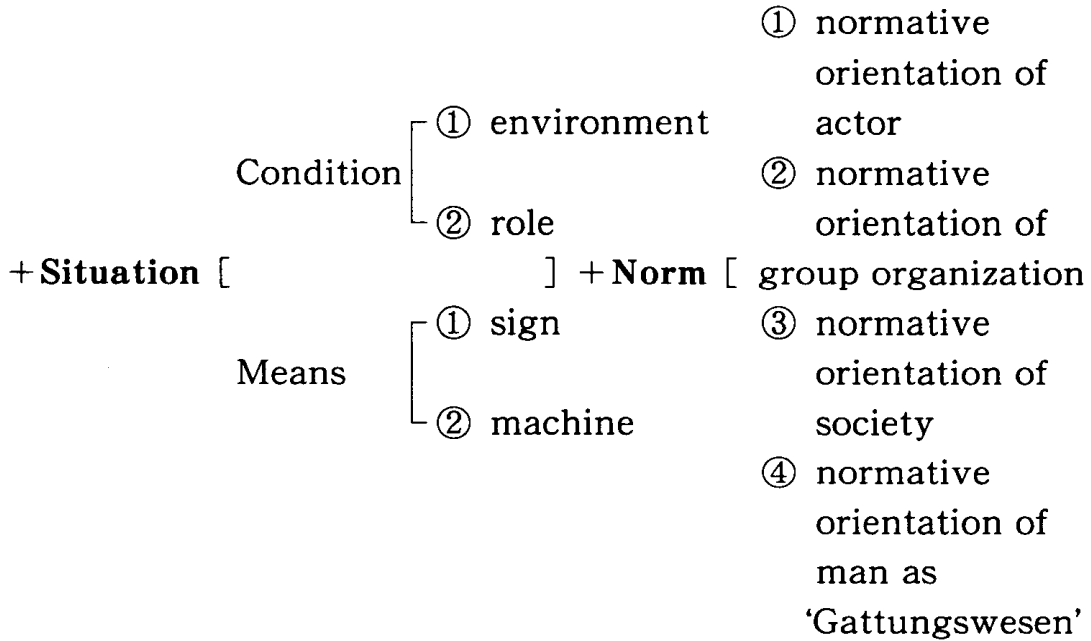 ① normative
orientation of
① environment actor
Condition ② normative
② role orientation of
+Situation [ ] +Norm [ group organization
① sign ③ normative
Means orientation of
② machine society
④ normative
orientation of
man as
‘Gattungswesen’